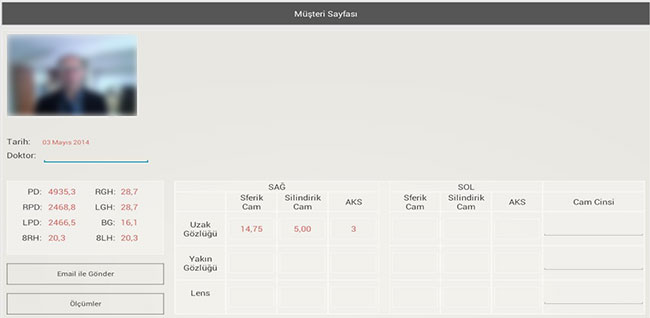 Müşteri Sayfası
Tarih: 03 Mayıs 2014
Doktor:
PD: 4935,3 RGH: 28,7
RPD: 2468,8 LGH: 28,7
LPD: 2466,5 BG: 16,1
8RH: 20,3 8LH: 20,3
Email ile Gönder
Ölçümler
SAĞ SOL
Sferik Cam Silindirik Cam AKS Sferik Cam Silindirik Cam AKS Cam Cinsi
Uzak Gözlüğü 14,75 5,00 3
Yakın Gözlüğü
Lens